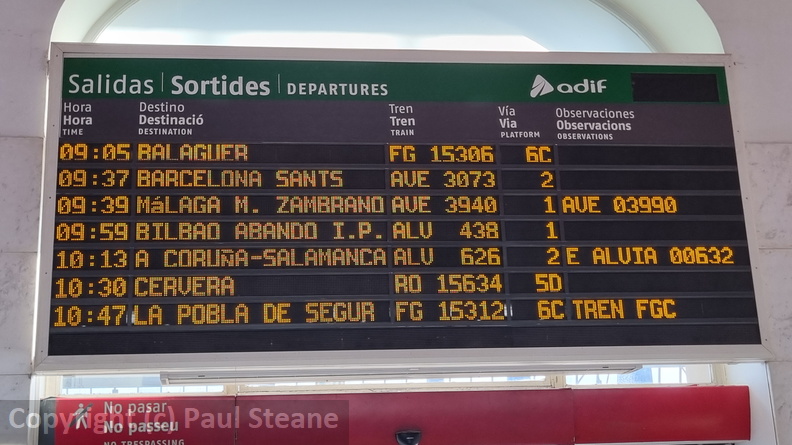 Salidas | Sortides | DEPARTURES adif
Hora Destino Tren Vía Observaciones
Hora Destinació Tren Via Observacions
TIME DESTINATION TRAIN PLATFORM OBSERVATIONS
09:05 BALAGUER FG 15306 6C
09:37 BARCELONA SANTS AVE 3073 2
09:39 MáLAGA M. ZAMBRANO AVE 3940 1 AVE 03990
09:59 BILBAO ABANDO I.P. ALV 438 1
10:13 A CORUÑA-SALAMANCA ALV 626 2 E ALVIA 00632
10:30 CERVERA RO 15634 5D
10:47 LA POBLA DE SEGUR FG 15312 6C TREN FGC
No pasar
No passeu
NO TRESPASSING
Copyright (c) Paul Steane